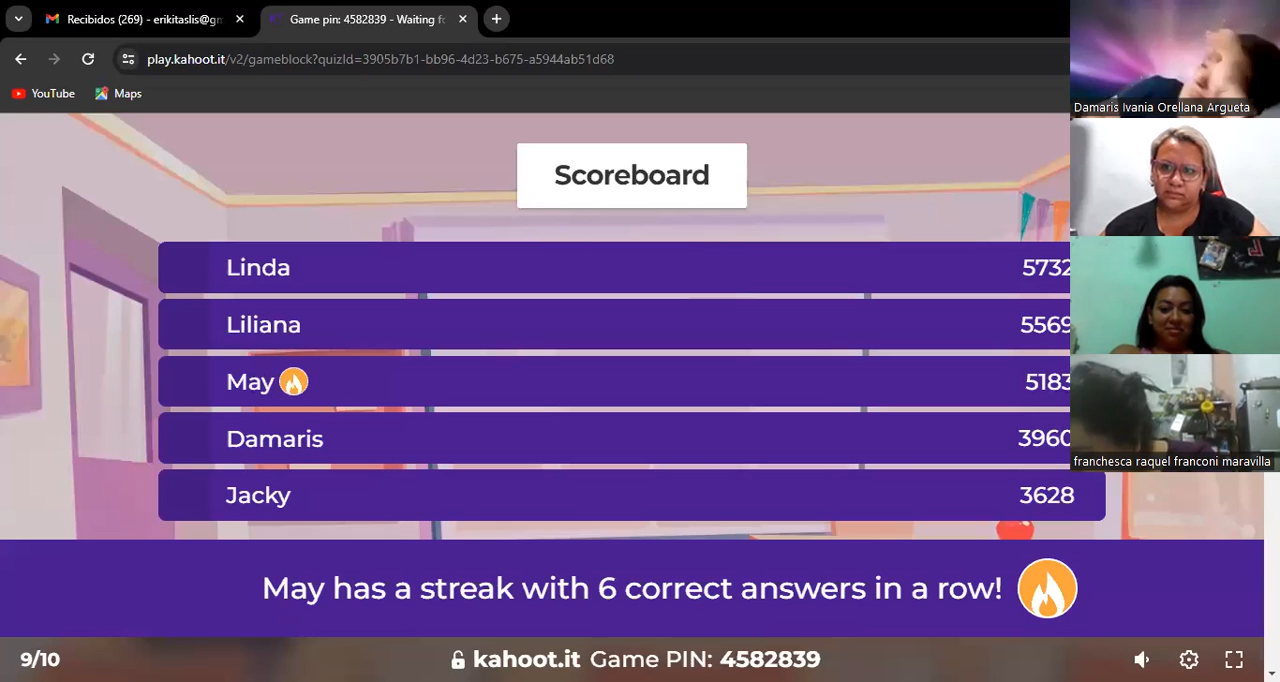 Recibidos (269) - erikitaslis@gm
Game pin: 4582839 - Waiting fo
play.kahoot.it/v2/gameblock?quizId=3905b7b1-bb96-4d23-b675-a5944ab51d68
YouTube
Maps
Damaris Ivania Orellana Argueta
Scoreboard
Linda 5732
Liliana 5569
May 5183
Damaris 3960
franchesca raquel franconi maravilla
Jacky 3628
May has a streak with 6 correct answers in a row!
9/10
kahoot.it Game PIN: 4582839